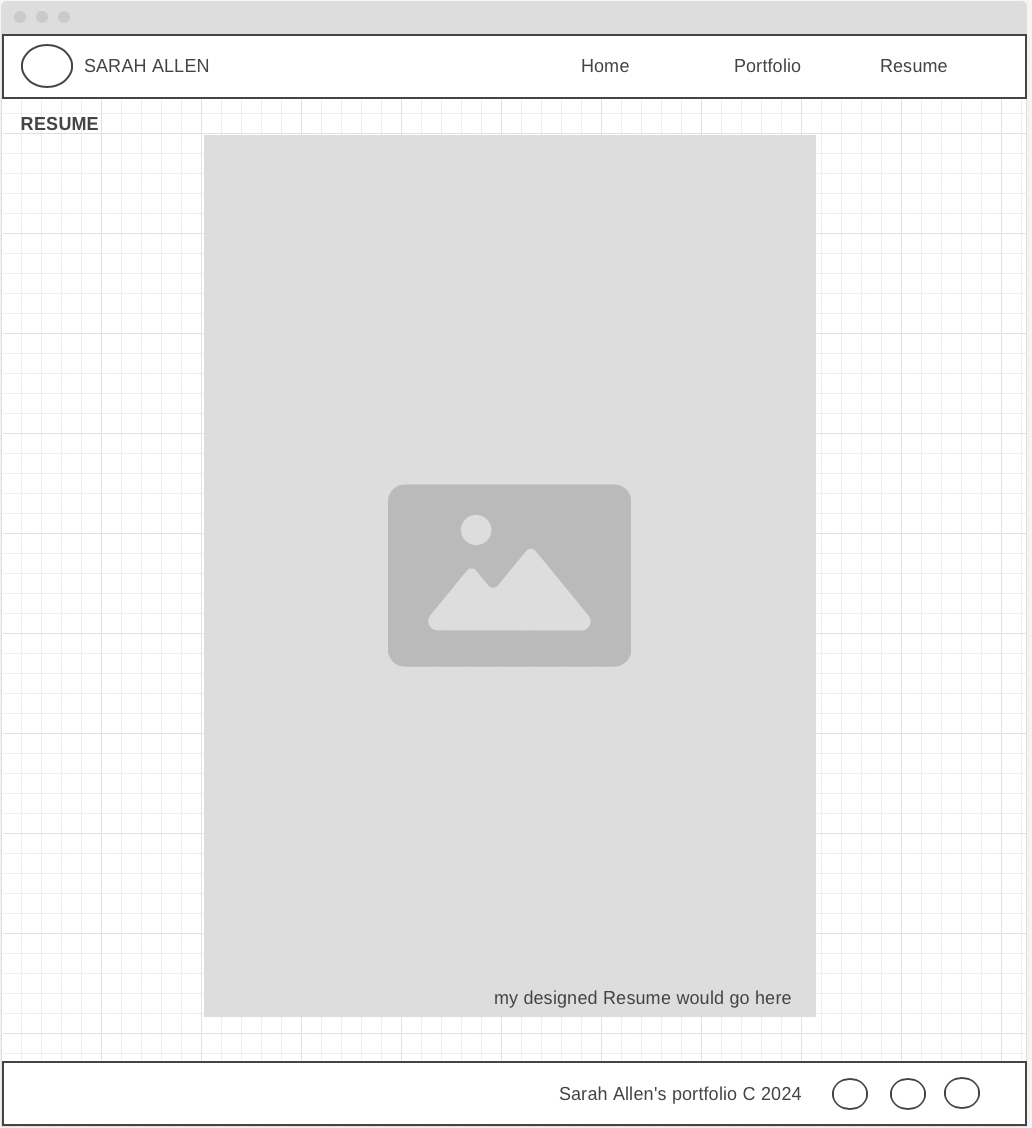 SARAH ALLEN Home Portfolio Resume
RESUME
my designed Resume would go here
Sarah Allen's portfolio C 2024